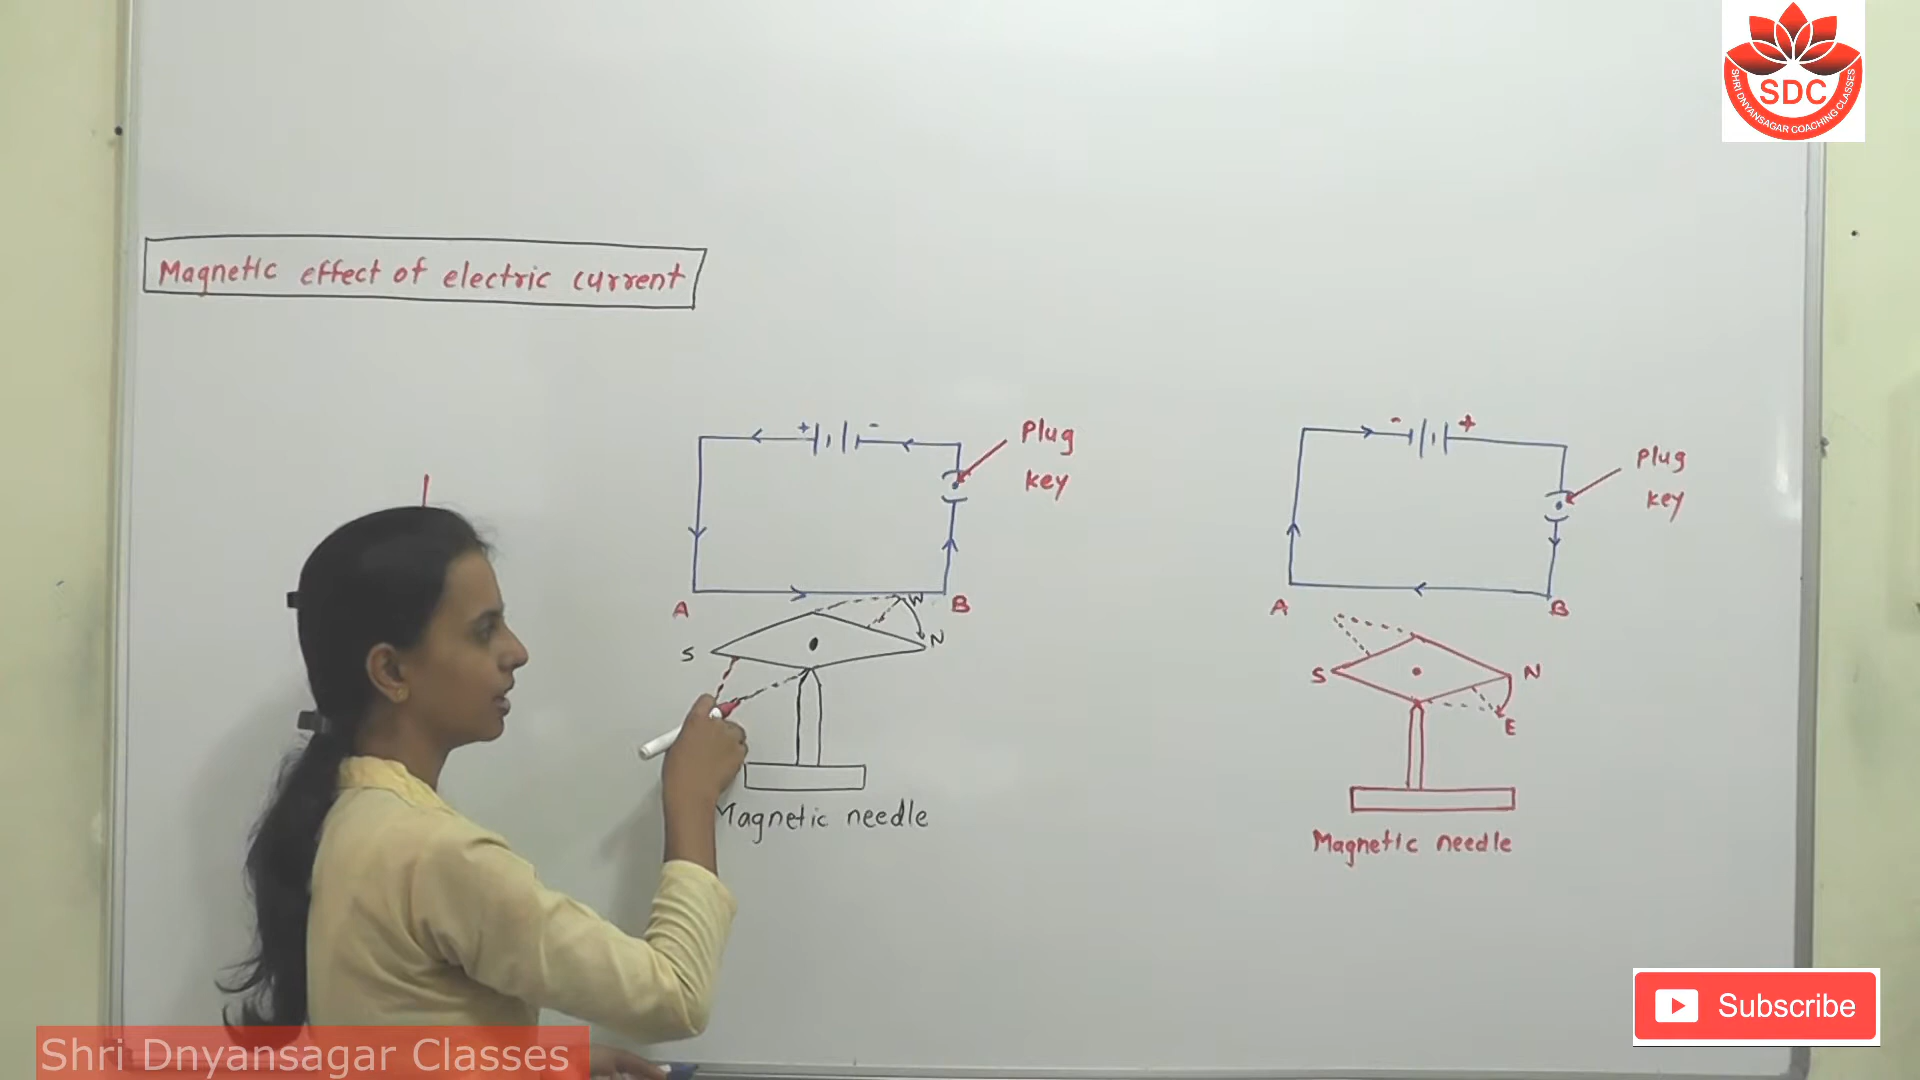 SDC
SHRI DNYANSAGAR COACHING CLASSES
Magnetic effect of electric current
+ -
Plug
key
A
W
B
S
N
Magnetic needle
- +
Plug
key
A
B
S
N
E
Magnetic needle
Subscribe
Shri Dnyansagar Classes